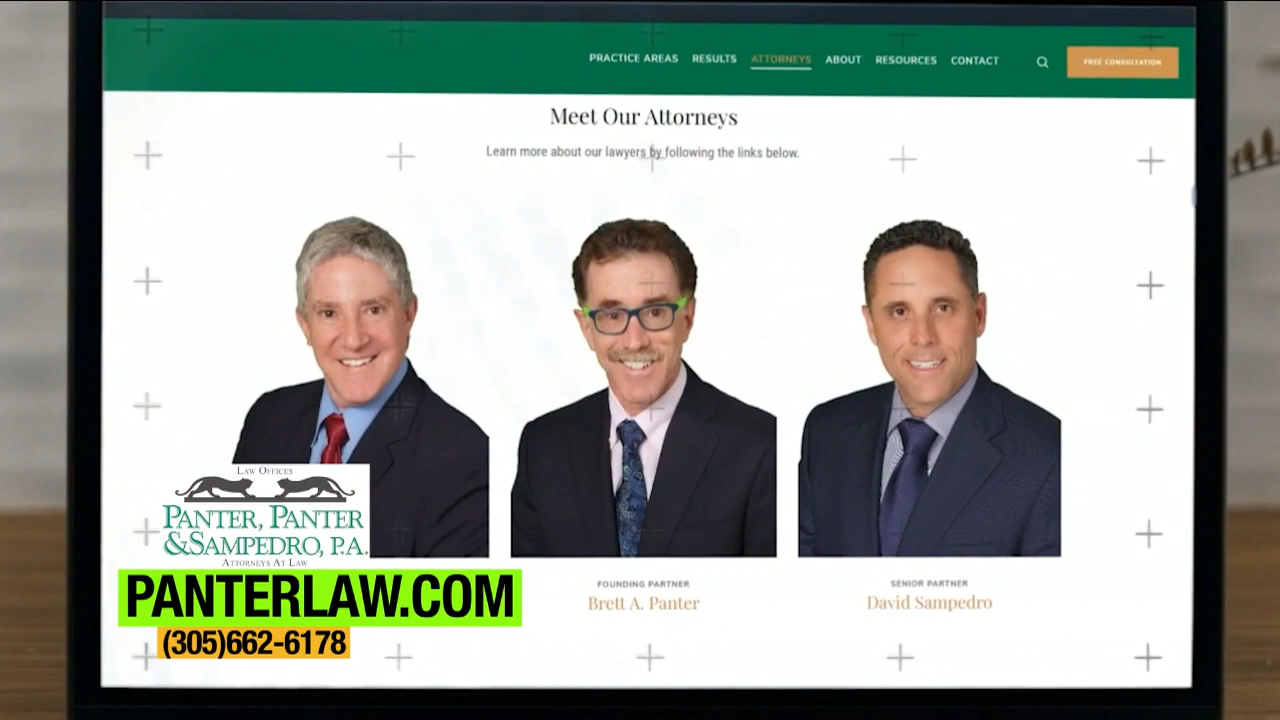 PRACTICE AREAS RESULTS ATTORNEYS ABOUT RESOURCES CONTACT FREE CONSULTATION
Meet Our Attorneys
Learn more about our lawyers by following the links below.
LAW OFFICES
PANTER, PANTER
&SAMPEDRO, P.A.
ATTORNEYS AT LAW
PANTERLAW.COM
(305)662-6178
FOUNDING PARTNER
Brett A. Panter
SENIOR PARTNER
David Sampedro